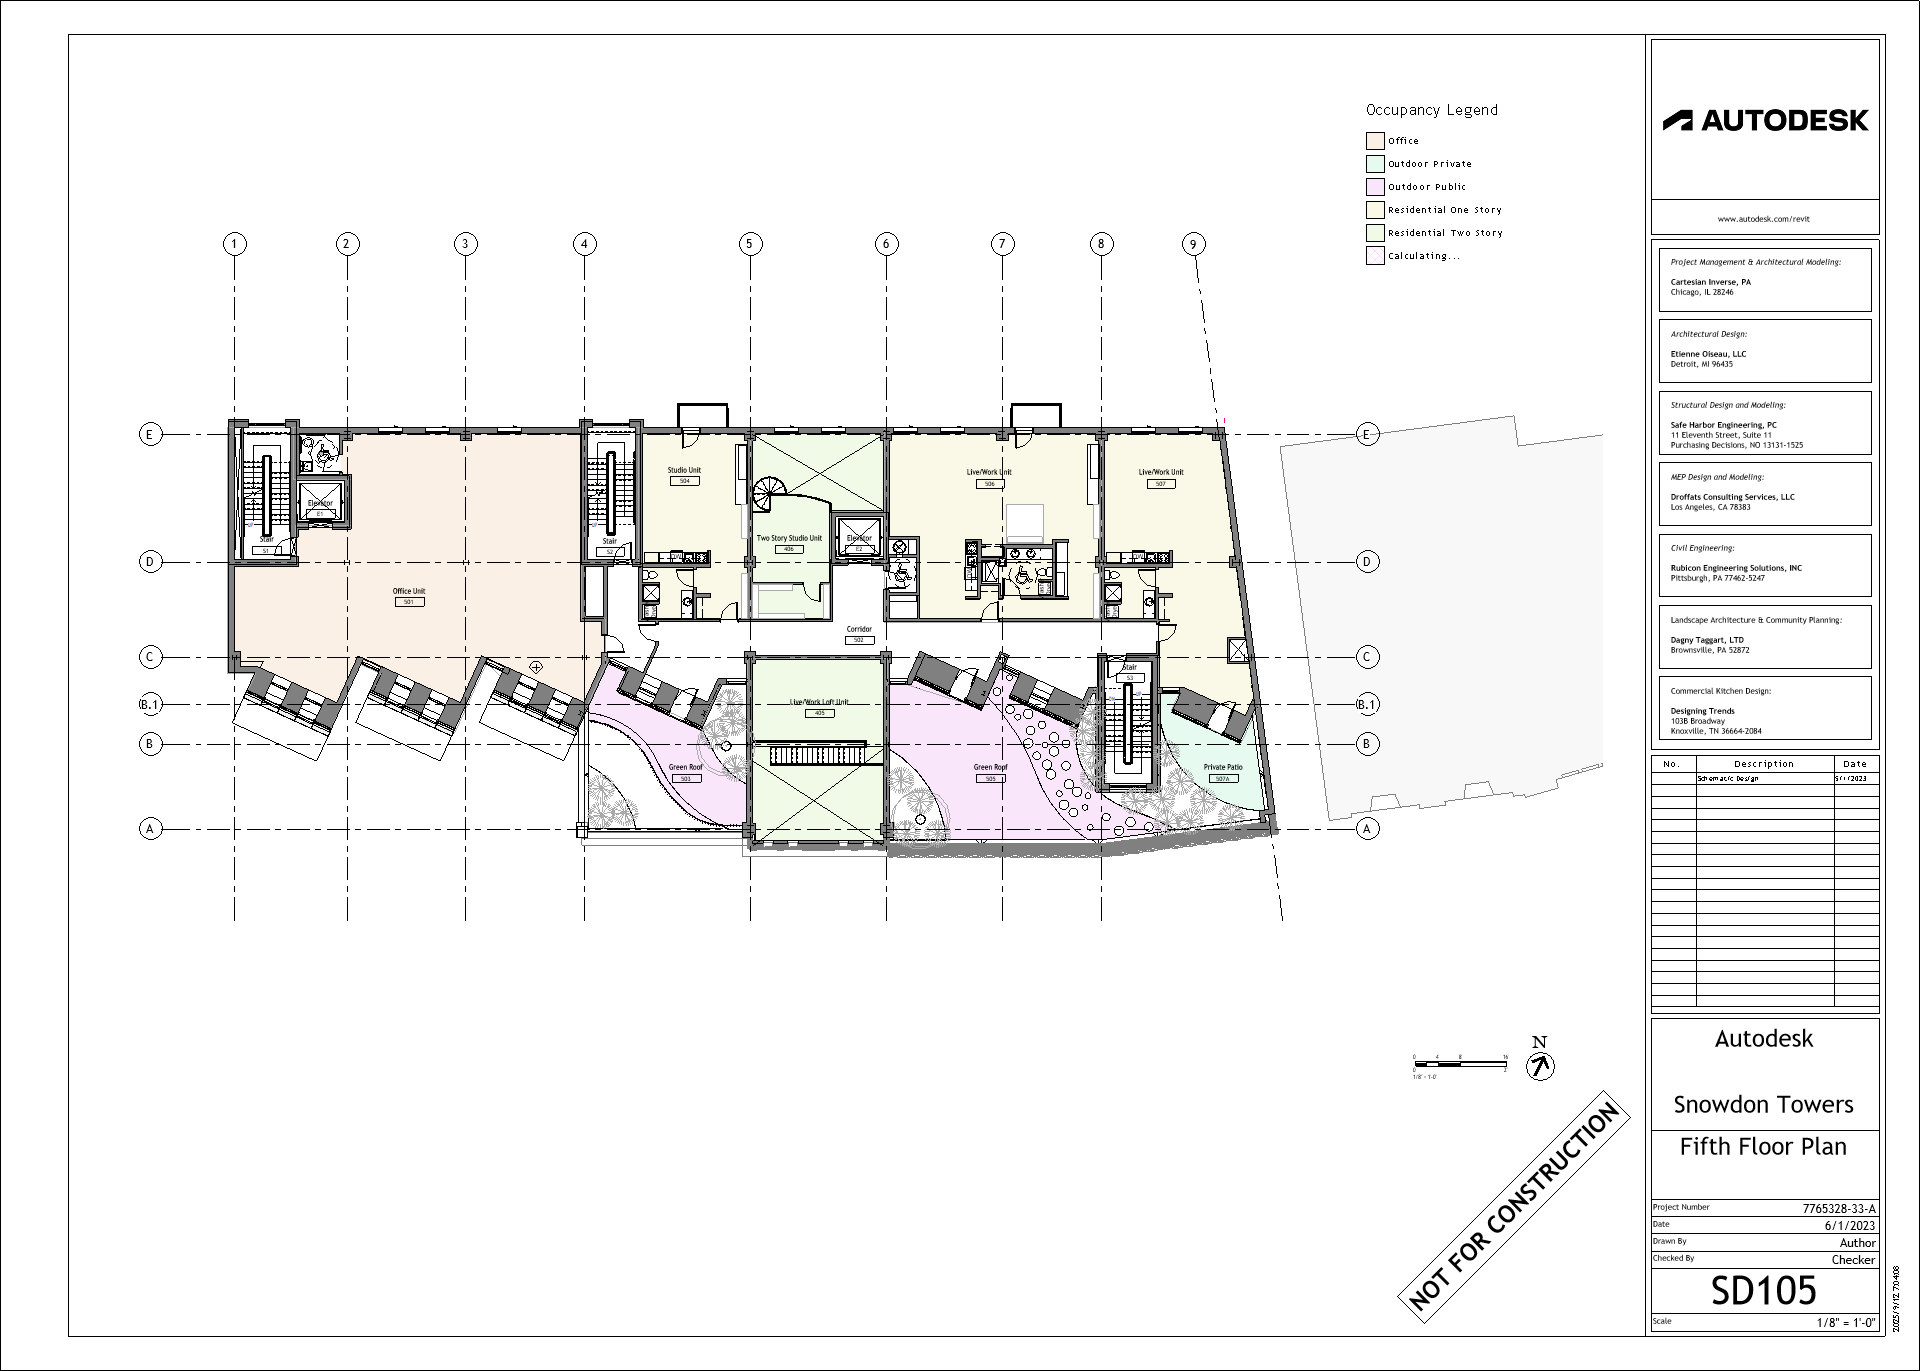 Occupancy Legend
Office
Outdoor Private
Outdoor Public
Residential One Story
Residential Two Story
Calculating...
1
2
3
4
5
6
7
8
9
E
E
D
D
C
C
B.1
B.1
B
B
A
A
Stair
S1
Elevator
E1
Office Unit
501
Stair
S2
Studio Unit
504
Two Story Studio Unit
406
Elevator
E2
Live/Work Unit
506
Live/Work Unit
507
Corridor
502
Stair
S3
Live/Work Loft Unit
405
Green Roof
503
Green Roof
505
Private Patio
507A
0 4 8 16
1/8" = 1'-0"
N
NOT FOR CONSTRUCTION
AUTODESK
www.autodesk.com/revit
Project Management & Architectural Modeling:
Cartesian Inverse, PA
Chicago, IL 28246
Architectural Design:
Etienne Oiseau, LLC
Detroit, MI 96435
Structural Design and Modeling:
Safe Harbor Engineering, PC
11 Eleventh Street, Suite 11
Purchasing Decisions, NO 13131-1525
MEP Design and Modeling:
Droffats Consulting Services, LLC
Los Angeles, CA 78383
Civil Engineering:
Rubicon Engineering Solutions, INC
Pittsburgh, PA 77462-5247
Landscape Architecture & Community Planning:
Dagny Taggart, LTD
Brownsville, PA 52872
Commercial Kitchen Design:
Designing Trends
103B Broadway
Knoxville, TN 36664-2084
No. Description Date
Schematic Design 5/1/2023
Autodesk
Snowdon Towers
Fifth Floor Plan
Project Number 7765328-33-A
Date 6/1/2023
Drawn By Author
Checked By Checker
SD105
Scale 1/8" = 1'-0"
2025/9/12 7:04:08